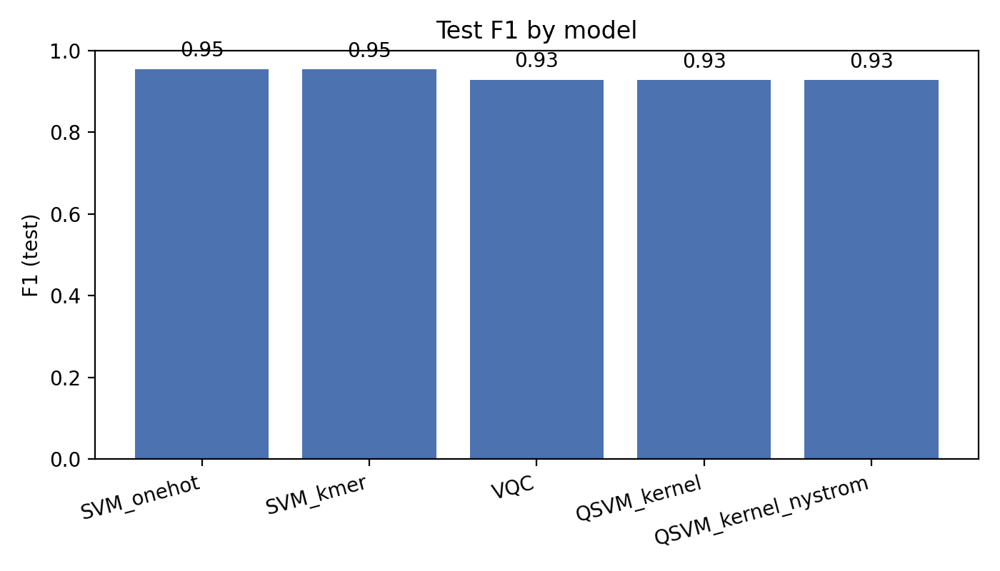 Test F1 by model
0.95 0.95 0.93 0.93 0.93
1.0
0.8
0.6
0.4
0.2
0.0
F1 (test)
SVM_onehot
SVM_kmer
VQC
QSVM_kernel
QSVM_kernel_nystrom